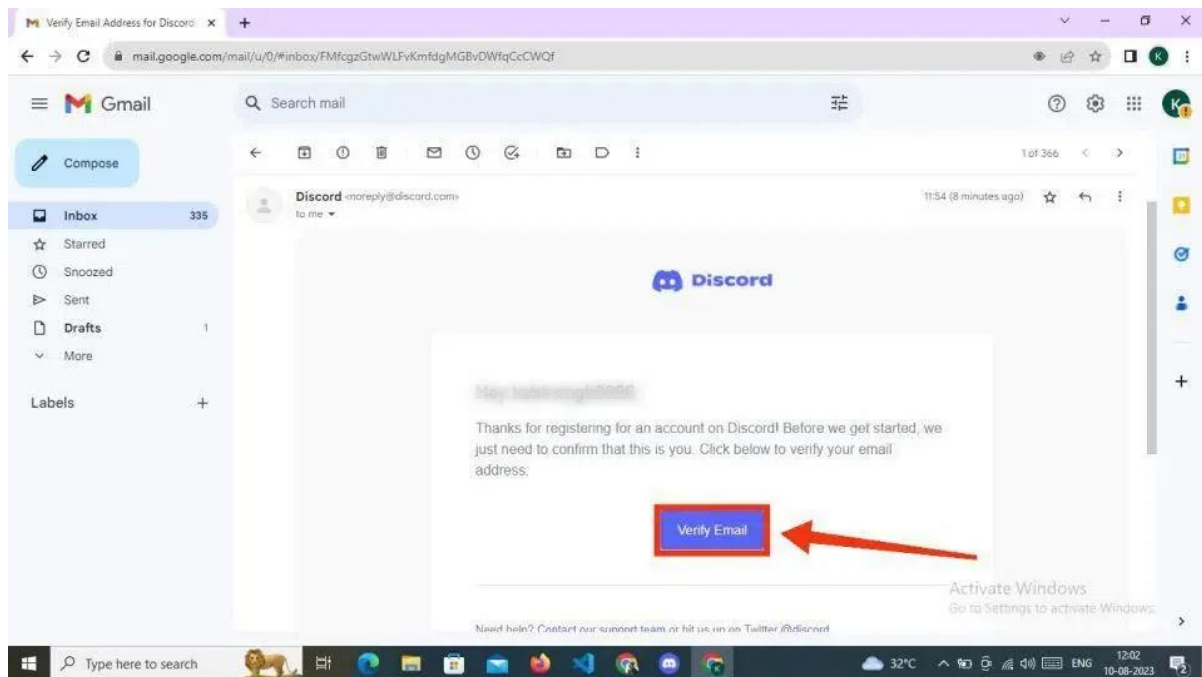 Verify Email Address for Discord
mail.google.com/mail/u/0/#inbox/FMfcgzGtwWLFvKmfdgMGBvDWfqCcCWQf
K
Gmail
Search mail
K
Compose
1 of 366
Discord <noreply@discord.com>
11:54 (8 minutes ago)
to me
Inbox 335
Starred
Snoozed
Sent
Drafts 1
More
Labels
Discord
Thanks for registering for an account on Discord! Before we get started, we
just need to confirm that this is you. Click below to verify your email
address:
Verify Email
Activate Windows
Go to Settings to activate Windows.
Need help? Contact our support team or hit us up on Twitter @discord
Type here to search
32°C
ENG
12:02
10-08-2023
2